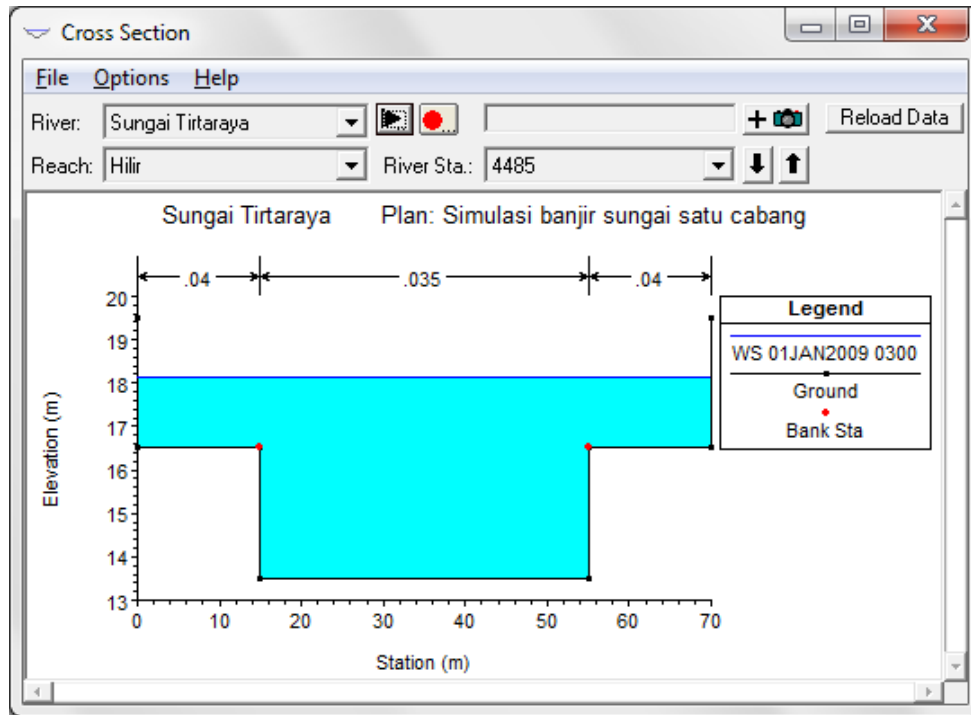 Cross Section
File Options Help
River: Sungai Tirtaraya Reload Data
Reach: Hilir River Sta.: 4485
Sungai Tirtaraya Plan: Simulasi banjir sungai satu cabang
.04 .035 .04
20
19
18
17
16
15
14
13
Elevation (m)
0 10 20 30 40 50 60 70
Station (m)
Legend
WS 01JAN2009 0300
Ground
Bank Sta